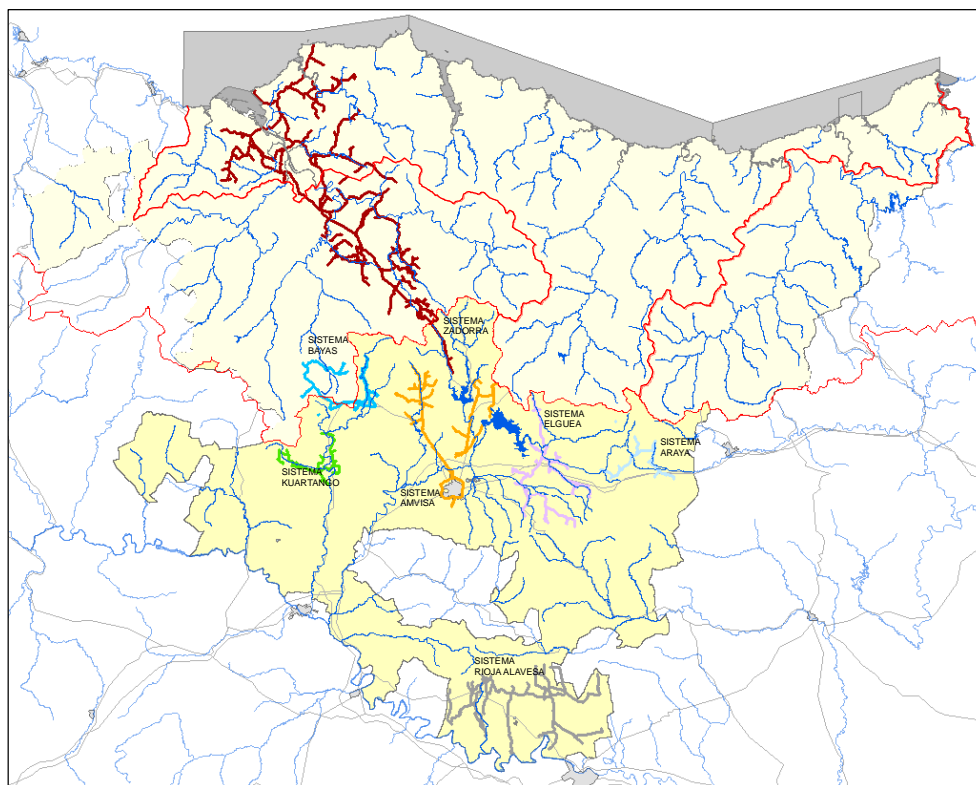 SISTEMA
ZADORRA
SISTEMA
BAYAS
SISTEMA
ELGUEA
SISTEMA
ARAYA
SISTEMA
KUARTANGO
SISTEMA
AMVISA
SISTEMA
RIOJA ALAVESA